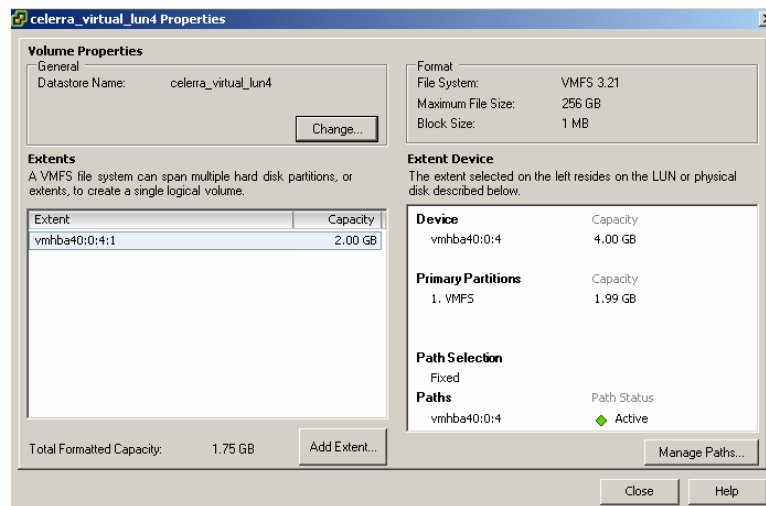 celerra_virtual_lun4 Properties
Volume Properties
General
Datastore Name: celerra_virtual_lun4
Change...
Format
File System: VMFS 3.21
Maximum File Size: 256 GB
Block Size: 1 MB
Extents
A VMFS file system can span multiple hard disk partitions, or
extents, to create a single logical volume.
Extent Capacity
vmhba40:0:4:1 2.00 GB
Total Formatted Capacity: 1.75 GB
Add Extent...
Extent Device
The extent selected on the left resides on the LUN or physical
disk described below.
Device Capacity
vmhba40:0:4 4.00 GB
Primary Partitions Capacity
1. VMFS 1.99 GB
Path Selection
Fixed
Paths Path Status
vmhba40:0:4 Active
Manage Paths...
Close Help